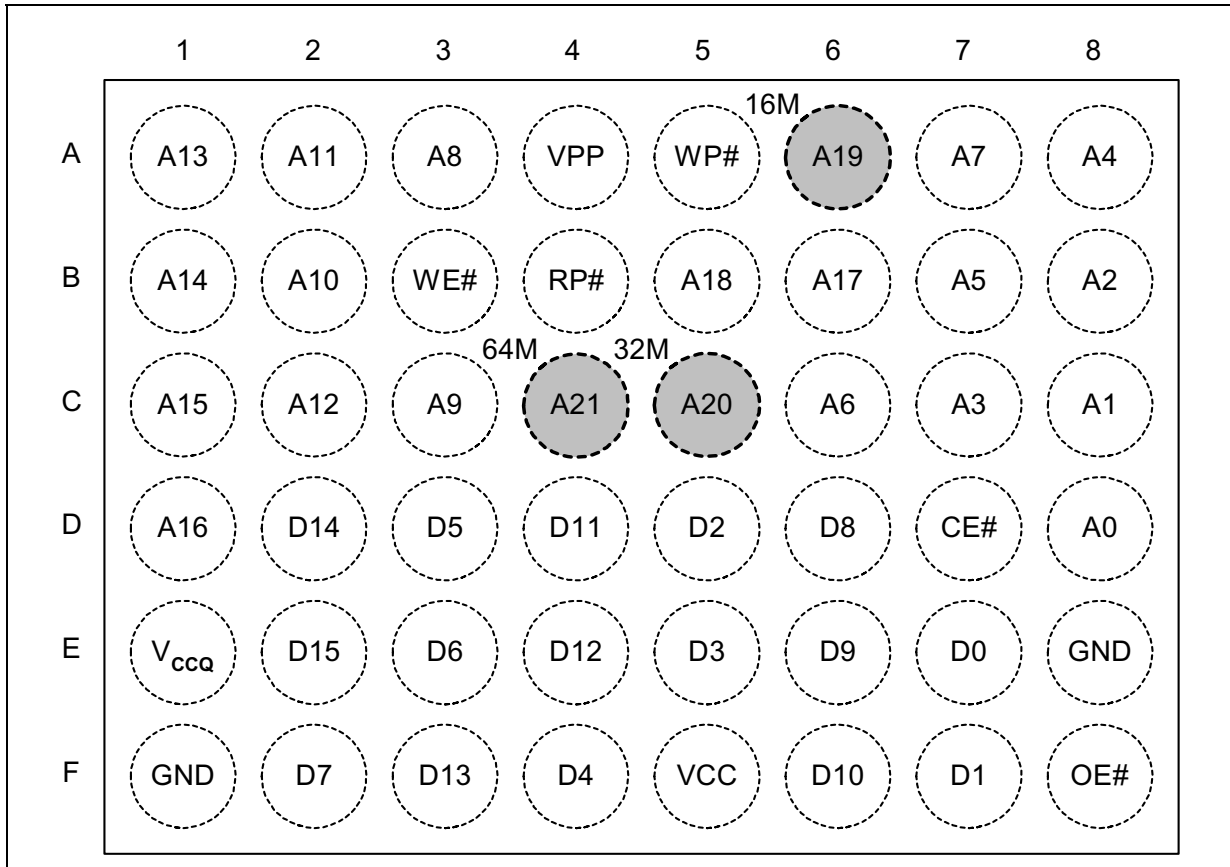 1 2 3 4 5 6 7 8
16M
A A13 A11 A8 VPP WP# A19 A7 A4
B A14 A10 WE# RP# A18 A17 A5 A2
64M 32M
C A15 A12 A9 A21 A20 A6 A3 A1
D A16 D14 D5 D11 D2 D8 CE# A0
E VCCQ D15 D6 D12 D3 D9 D0 GND
F GND D7 D13 D4 VCC D10 D1 OE#